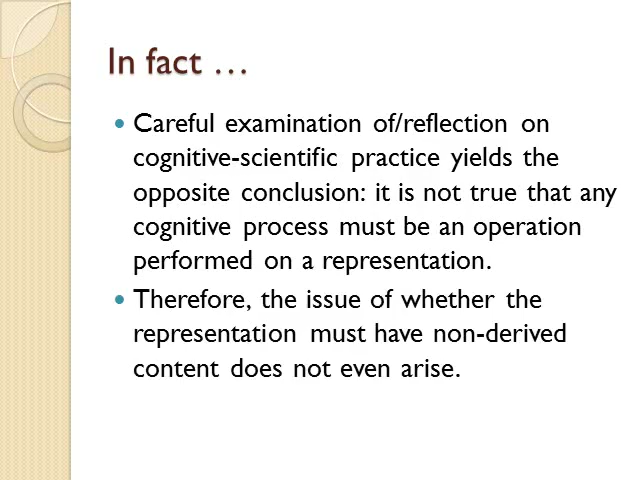 In fact …
Careful examination of/reflection on
cognitive-scientific practice yields the
opposite conclusion: it is not true that any
cognitive process must be an operation
performed on a representation.
Therefore, the issue of whether the
representation must have non-derived
content does not even arise.